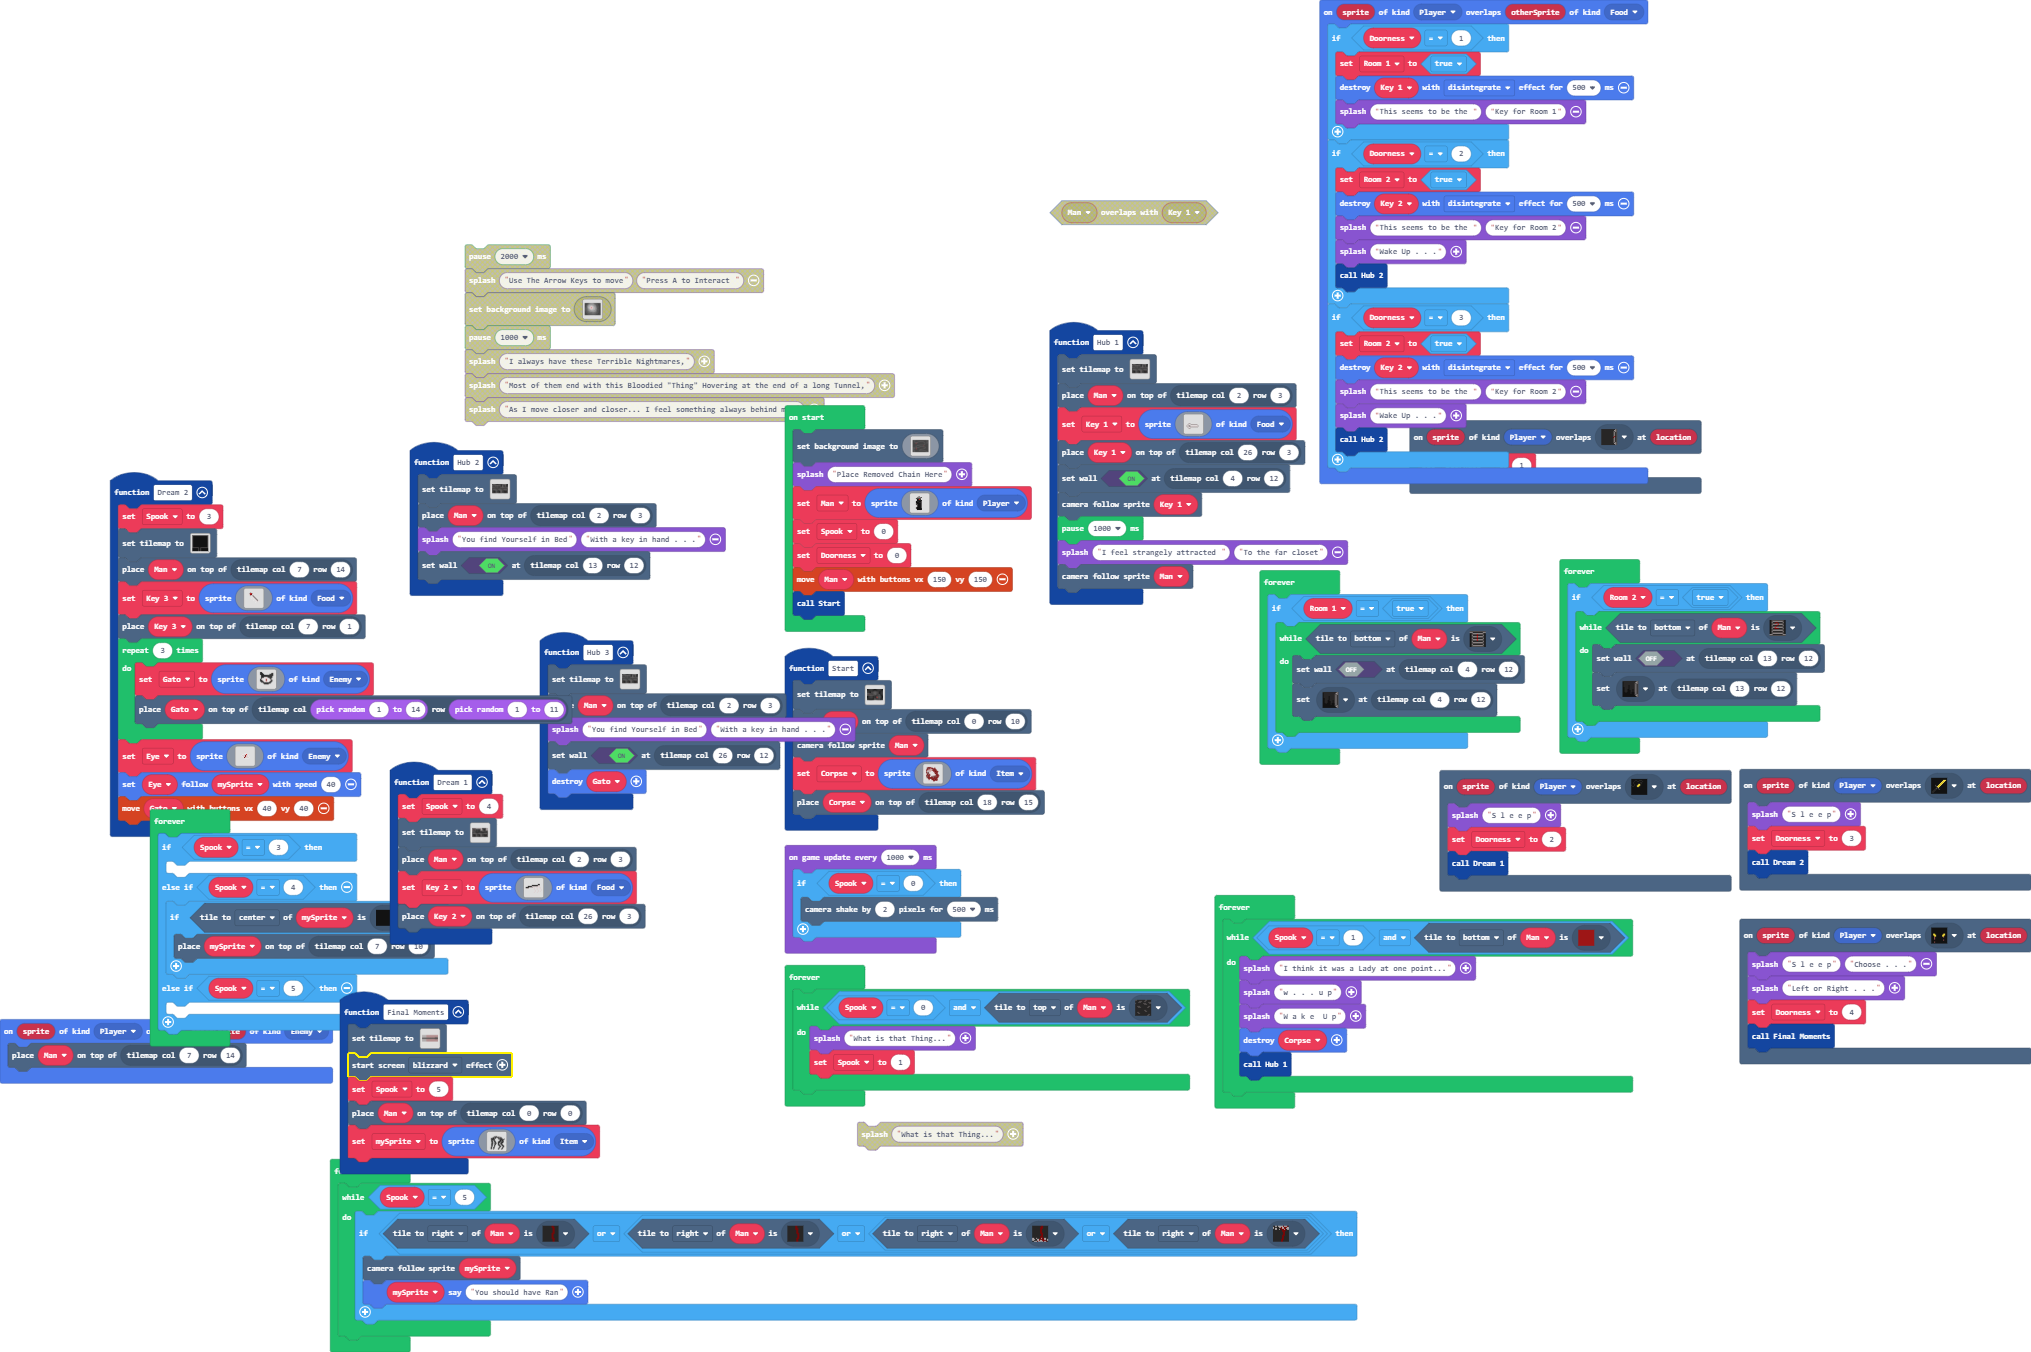 on sprite of kind Player overlaps otherSprite of kind Food
if Doorness = 1 then
set Room 1 to true
destroy Key 1 with disintegrate effect for 500 ms
splash "This seems to be the " "Key for Room 1"
if Doorness = 2 then
set Room 2 to true
destroy Key 2 with disintegrate effect for 500 ms
splash "This seems to be the " "Key for Room 2"
splash "Wake Up . . ."
call Hub 2
if Doorness = 3 then
set Room 2 to true
destroy Key 2 with disintegrate effect for 500 ms
splash "This seems to be the " "Key for Room 2"
splash "Wake Up . . ."
call Hub 2
on sprite of kind Player overlaps at location
1
Man overlaps with Key 1
pause 2000 ms
splash "Use The Arrow Keys to move" "Press A to Interact "
set background image to
pause 1000 ms
splash "I always have these Terrible Nightmares,"
splash "Most of them end with this Bloodied "Thing" Hovering at the end of a long Tunnel,"
splash "As I move closer and closer... I feel something always behind
on start
set background image to
splash "Place Removed Chain Here"
set Man to sprite of kind Player
set Spook to 0
set Doorness to 0
move Man with buttons vx 150 vy 150
call Start
function Hub 1
set tilemap to
place Man on top of tilemap col 2 row 3
set Key 1 to sprite of kind Food
place Key 1 on top of tilemap col 26 row 3
set wall ON at tilemap col 4 row 12
camera follow sprite Key 1
pause 1000 ms
splash "I feel strangely attracted " "To the far closet"
camera follow sprite Man
function Hub 2
set tilemap to
place Man on top of tilemap col 2 row 3
splash "You find Yourself in Bed" "With a key in hand . . ."
set wall ON at tilemap col 13 row 12
function Dream 2
set Spook to 3
set tilemap to
place Man on top of tilemap col 7 row 14
set Key 3 to sprite of kind Food
place Key 3 on top of tilemap col 7 row 1
repeat 3 times
do
set Gato to sprite of kind Enemy
place Gato on top of tilemap col pick random 1 to 14 row pick random 1 to 11
set Eye to sprite of kind Enemy
set Eye follow mySprite with speed 40
move Gato with buttons vx 40 vy 40
function Hub 3
set tilemap to
Man on top of tilemap col 2 row 3
splash "You find Yourself in Bed" "With a key in hand . . ."
set wall ON at tilemap col 26 row 12
destroy Gato
function Start
set tilemap to
on top of tilemap col 0 row 10
camera follow sprite Man
set Corpse to sprite of kind Item
place Corpse on top of tilemap col 18 row 15
forever
if Room 1 = true then
while tile to bottom of Man is
do
set wall OFF at tilemap col 4 row 12
set at tilemap col 4 row 12
forever
if Room 2 = true then
while tile to bottom of Man is
do
set wall OFF at tilemap col 13 row 12
set at tilemap col 13 row 12
function Dream 1
set Spook to 4
set tilemap to
place Man on top of tilemap col 2 row 3
set Key 2 to sprite of kind Food
place Key 2 on top of tilemap col 26 row 3
forever
if Spook = 3 then
else if Spook = 4 then
if tile to center of mySprite is
place mySprite on top of tilemap col 7 row 10
else if Spook = 5 then
on game update every 1000 ms
if Spook = 0 then
camera shake by 2 pixels for 500 ms
on sprite of kind Player overlaps at location
splash "S l e e p"
set Doorness to 2
call Dream 1
on sprite of kind Player overlaps at location
splash "S l e e p"
set Doorness to 3
call Dream 2
forever
while Spook = 1 and tile to bottom of Man is
do
splash "I think it was a Lady at one point..."
splash "w . . . u p"
splash "W a k e  U p"
destroy Corpse
call Hub 1
on sprite of kind Player overlaps at location
splash "S l e e p" "Choose . . ."
splash "Left or Right . . ."
set Doorness to 4
call Final Moments
forever
while Spook = 0 and tile to top of Man is
do
splash "What is that Thing..."
set Spook to 1
splash "What is that Thing..."
on sprite of kind Player of kind Enemy
place Man on top of tilemap col 7 row 14
function Final Moments
set tilemap to
start screen blizzard effect
set Spook to 5
place Man on top of tilemap col 0 row 0
set mySprite to sprite of kind Item
while Spook = 5
do
if tile to right of Man is or tile to right of Man is or tile to right of Man is or tile to right of Man is then
camera follow sprite mySprite
mySprite say "You should have Ran"